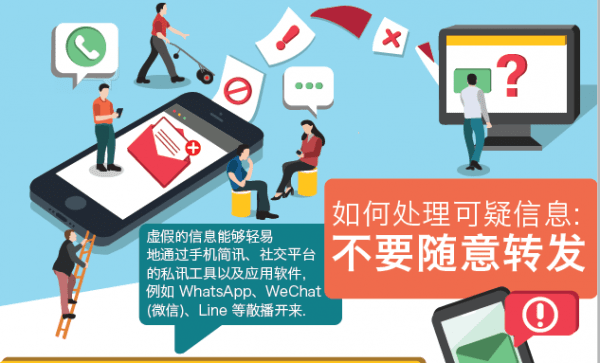 如何处理可疑信息:
不要随意转发
虚假的信息能够轻易
地通过手机简讯、社交平台
的私讯工具以及应用软件,
例如 WhatsApp、WeChat
(微信)、Line 等散播开来.